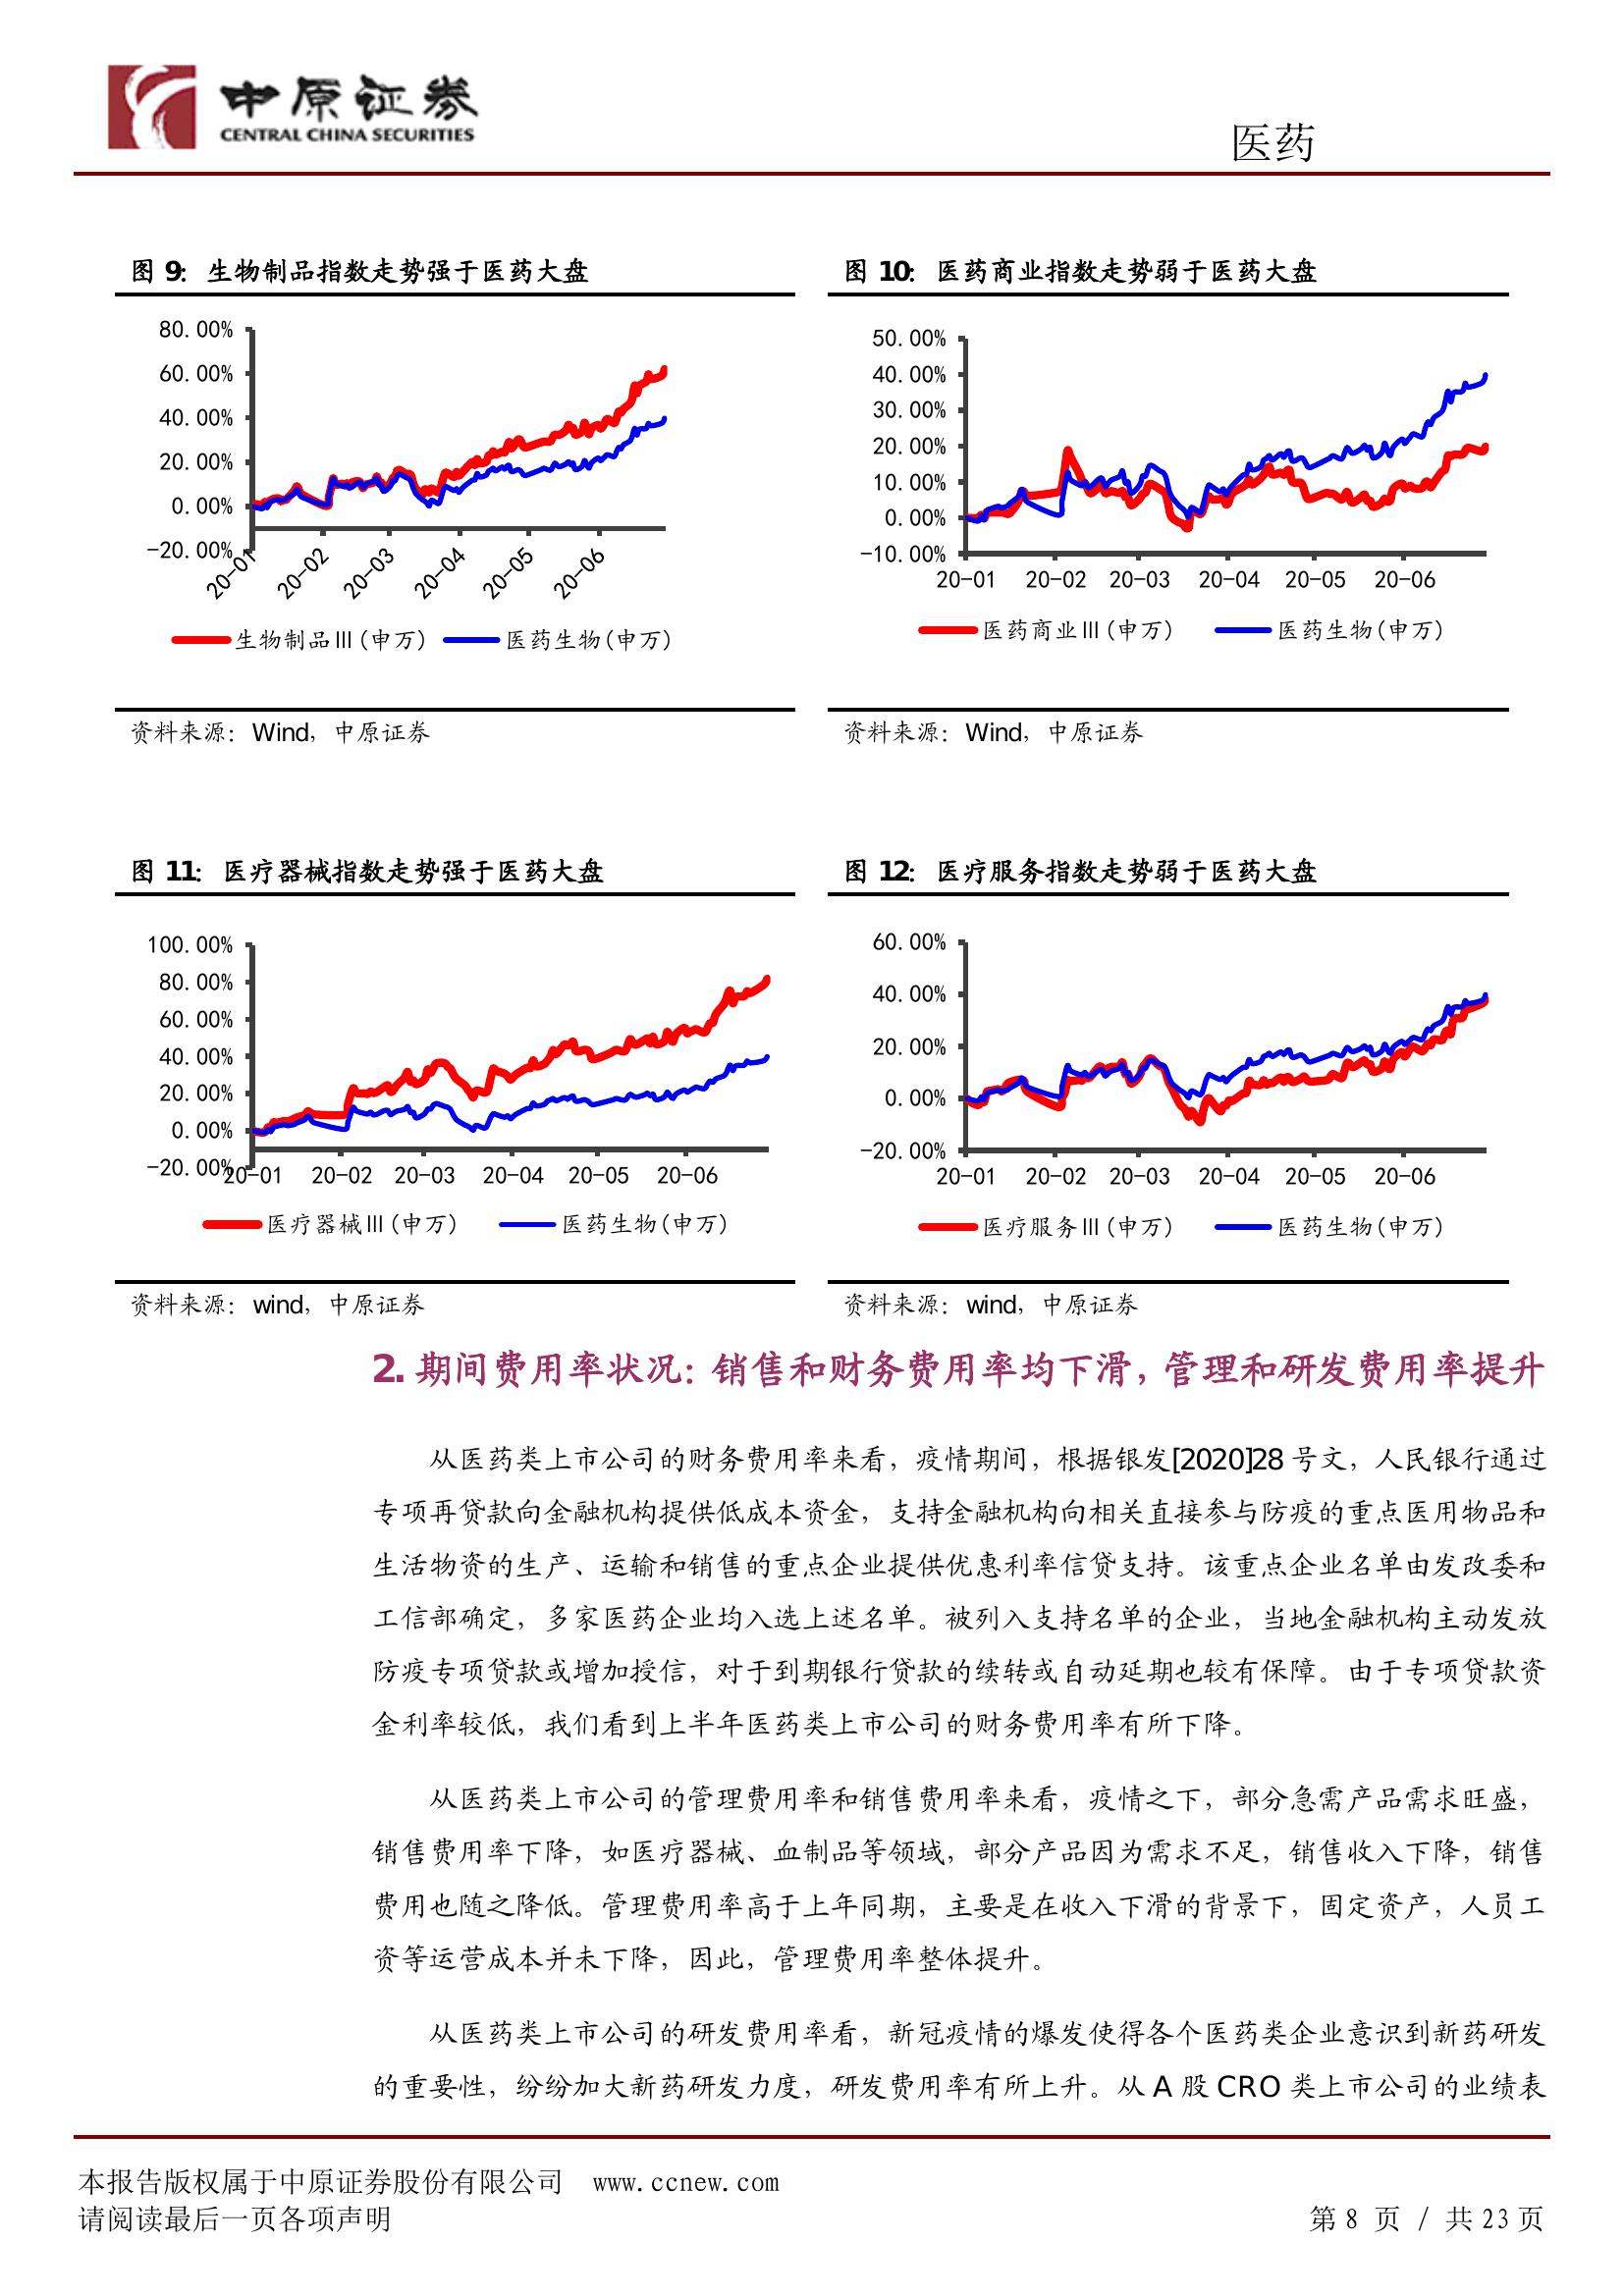 中原证券
CENTRAL CHINA SECURITIES
医药
图 9：生物制品指数走势强于医药大盘
80.00%
60.00%
40.00%
20.00%
0.00%
-20.00%
20-01
20-02
20-03
20-04
20-05
20-06
生物制品III(申万)
医药生物(申万)
资料来源：Wind，中原证券
图 10：医药商业指数走势弱于医药大盘
50.00%
40.00%
30.00%
20.00%
10.00%
0.00%
-10.00%
20-01
20-02
20-03
20-04
20-05
20-06
医药商业III(申万)
医药生物(申万)
资料来源：Wind，中原证券
图 11：医疗器械指数走势强于医药大盘
100.00%
80.00%
60.00%
40.00%
20.00%
0.00%
-20.00%
20-01
20-02
20-03
20-04
20-05
20-06
医疗器械III(申万)
医药生物(申万)
资料来源：wind，中原证券
图 12：医疗服务指数走势弱于医药大盘
60.00%
40.00%
20.00%
0.00%
-20.00%
20-01
20-02
20-03
20-04
20-05
20-06
医疗服务III(申万)
医药生物(申万)
资料来源：wind，中原证券
2. 期间费用率状况：销售和财务费用率均下滑，管理和研发费用率提升
从医药类上市公司的财务费用率来看，疫情期间，根据银发[2020]28 号文，人民银行通过
专项再贷款向金融机构提供低成本资金，支持金融机构向相关直接参与防疫的重点医用物品和
生活物资的生产、运输和销售的重点企业提供优惠利率信贷支持。该重点企业名单由发改委和
工信部确定，多家医药企业均入选上述名单。被列入支持名单的企业，当地金融机构主动发放
防疫专项贷款或增加授信，对于到期银行贷款的续转或自动延期也较有保障。由于专项贷款资
金利率较低，我们看到上半年医药类上市公司的财务费用率有所下降。
从医药类上市公司的管理费用率和销售费用率来看，疫情之下，部分急需产品需求旺盛，
销售费用率下降，如医疗器械、血制品等领域，部分产品因为需求不足，销售收入下降，销售
费用也随之降低。管理费用率高于上年同期，主要是在收入下滑的背景下，固定资产，人员工
资等运营成本并未下降，因此，管理费用率整体提升。
从医药类上市公司的研发费用率看，新冠疫情的爆发使得各个医药类企业意识到新药研发
的重要性，纷纷加大新药研发力度，研发费用率有所上升。从 A 股 CRO 类上市公司的业绩表
本报告版权属于中原证券股份有限公司 www.ccnew.com
请阅读最后一页各项声明
第 8 页 / 共 23 页